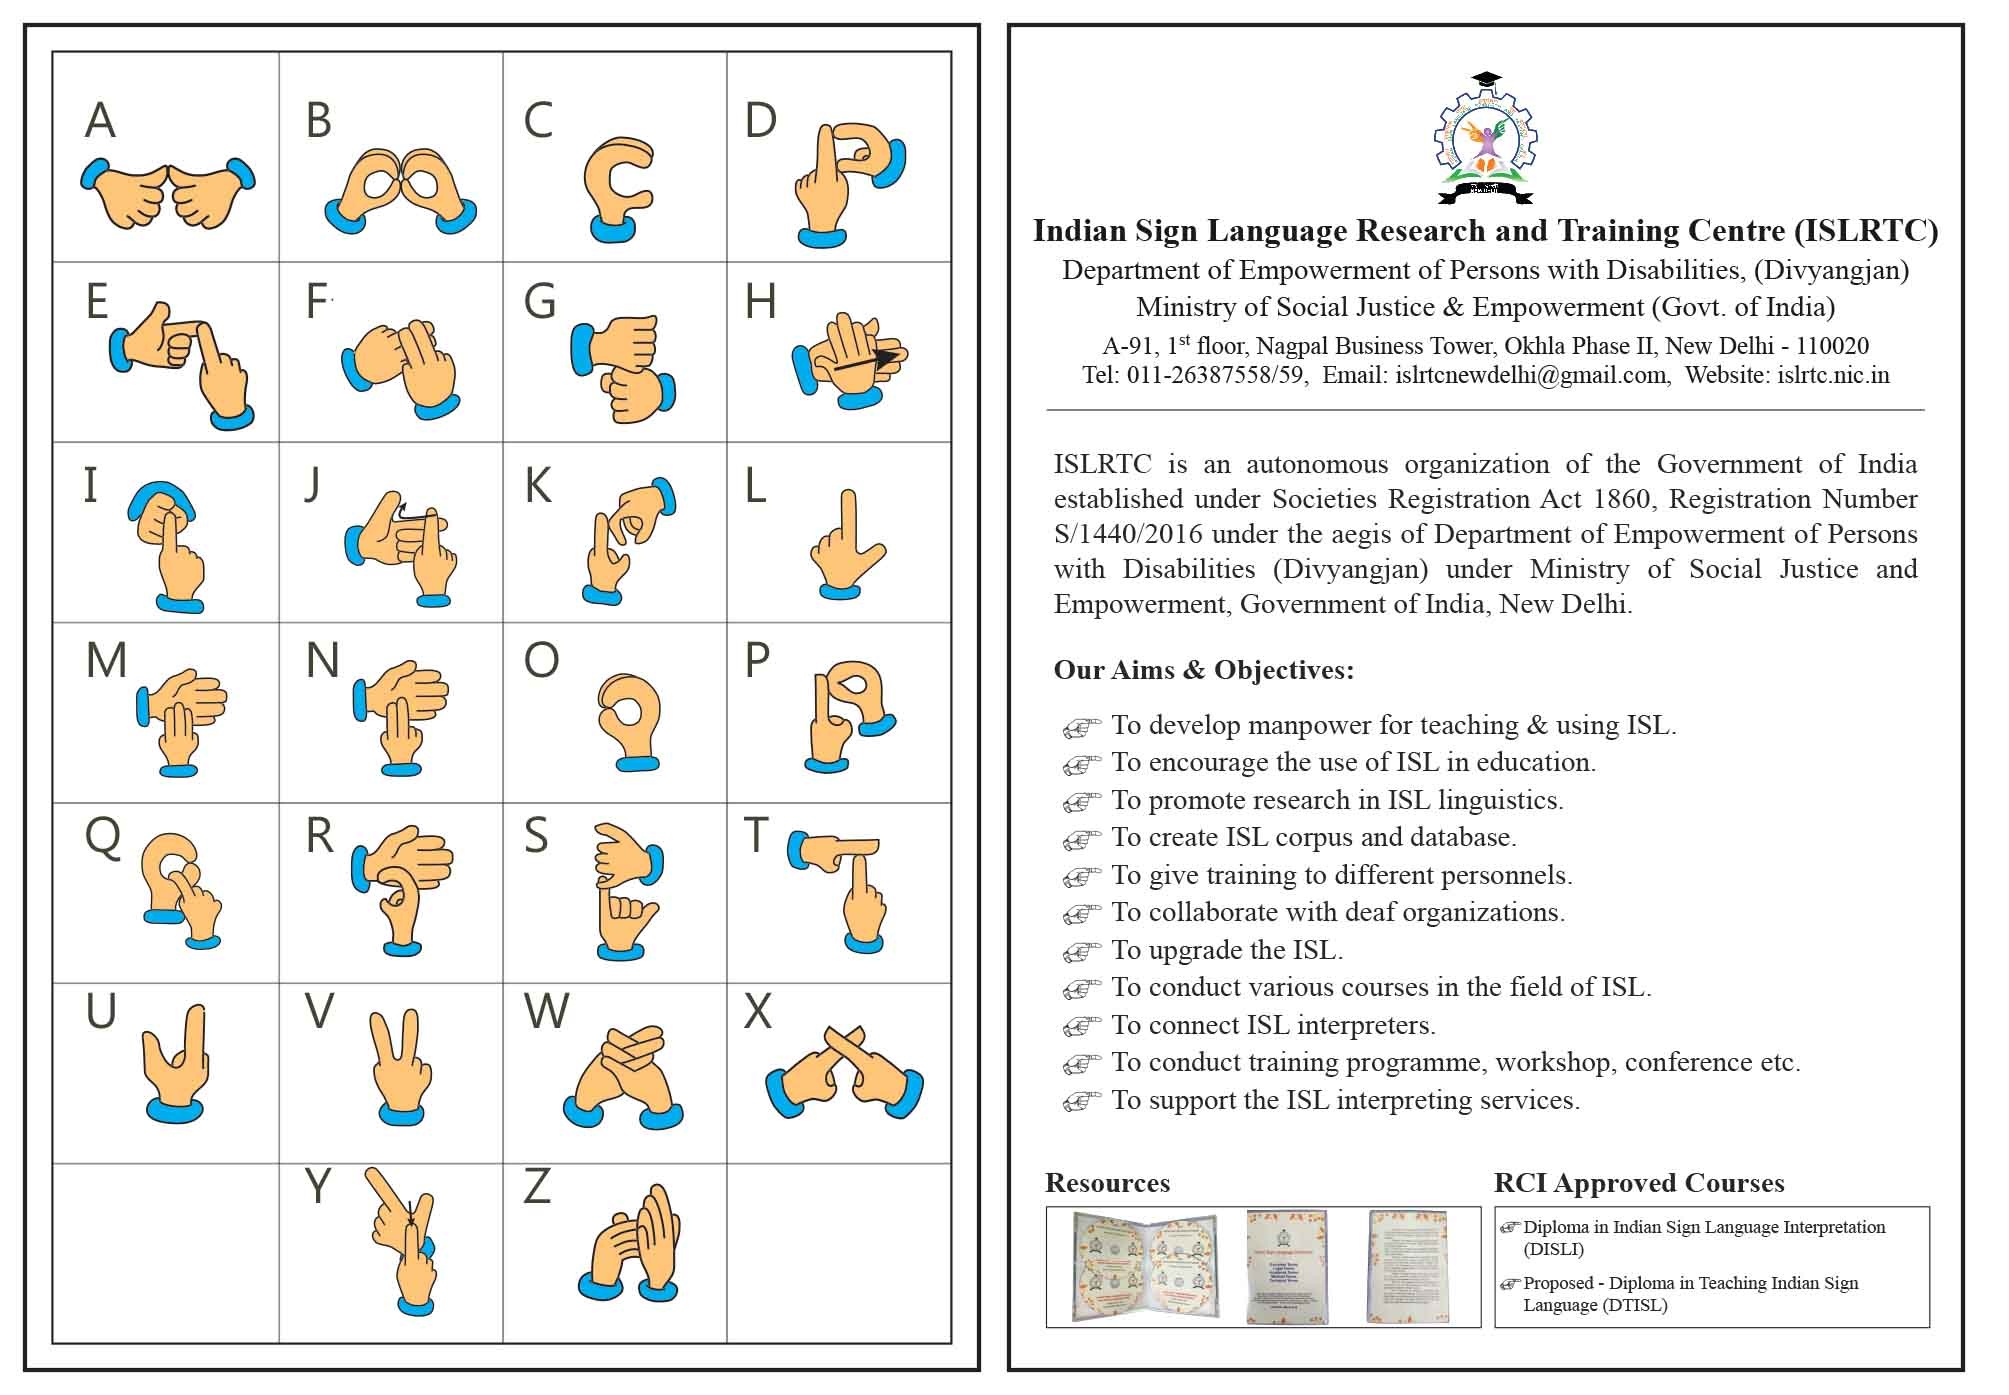 A
B
C
D
E
F
G
H
I
J
K
L
M
N
O
P
Q
R
S
T
U
V
W
X
Y
Z
Indian Sign Language Research and Training Centre (ISLRTC)
Department of Empowerment of Persons with Disabilities, (Divyangjan)
Ministry of Social Justice & Empowerment (Govt. of India)
A-91, 1st floor, Nagpal Business Tower, Okhla Phase II, New Delhi - 110020
Tel: 011-26387558/59, Email: islrtcnewdelhi@gmail.com, Website: islrtc.nic.in
ISLRTC is an autonomous organization of the Government of India
established under Societies Registration Act 1860, Registration Number
S/1440/2016 under the aegis of Department of Empowerment of Persons
with Disabilities (Divyangjan) under Ministry of Social Justice and
Empowerment, Government of India, New Delhi.
Our Aims & Objectives:
To develop manpower for teaching & using ISL.
To encourage the use of ISL in education.
To promote research in ISL linguistics.
To create ISL corpus and database.
To give training to different personnels.
To collaborate with deaf organizations.
To upgrade the ISL.
To conduct various courses in the field of ISL.
To connect ISL interpreters.
To conduct training programme, workshop, conference etc.
To support the ISL interpreting services.
Resources
RCI Approved Courses
Diploma in Indian Sign Language Interpretation
(DISLI)
Proposed - Diploma in Teaching Indian Sign
Language (DTISL)